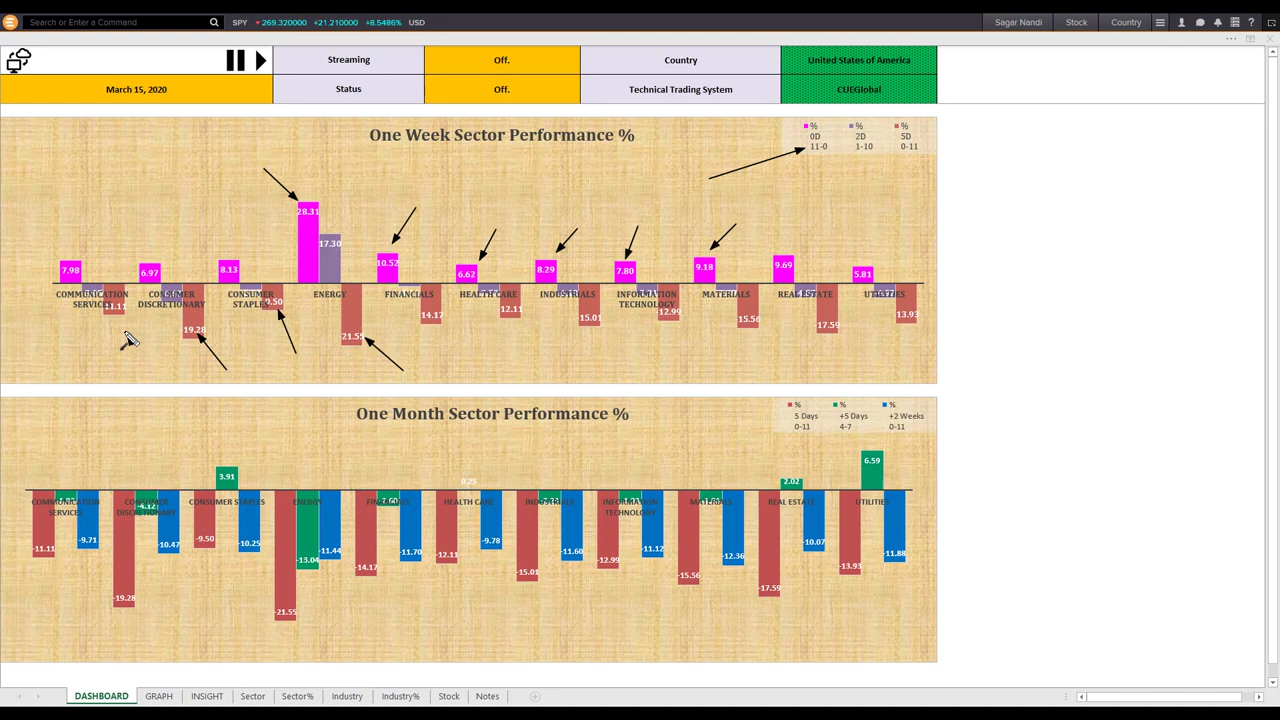 Search or Enter a Command
SPY 269.320000 +21.210000 +8.5486% USD
Sagar Nandi Stock Country
Streaming Off. Country United States of America
March 15, 2020 Status Off. Technical Trading System CUEGlobal
One Week Sector Performance %
% % %
0D 2D 5D
11-0 1-10 0-11
28.31
17.30
7.98 6.97 8.13 10.52 6.62 8.29 7.80 9.18 9.69 5.81
COMMUNICATION SERVICES CONSUMER DISCRETIONARY CONSUMER STAPLES ENERGY FINANCIALS HEALTH CARE INDUSTRIALS INFORMATION TECHNOLOGY MATERIALS REAL ESTATE UTILITIES
11.11 19.28 9.50 21.55 14.17 12.11 15.01 12.99 15.56 17.59 13.93
One Month Sector Performance %
% % %
5 Days +5 Days +2 Weeks
0-11 4-7 0-11
3.91 0.25 2.02 6.59
COMMUNICATION SERVICES CONSUMER DISCRETIONARY CONSUMER STAPLES ENERGY FINANCIALS HEALTH CARE INDUSTRIALS INFORMATION TECHNOLOGY MATERIALS REAL ESTATE UTILITIES
-4.12 -13.04
-11.11 -19.28 -9.50 -21.55 -14.17 -12.11 -15.01 -12.99 -15.56 -17.59 -13.93
-9.71 -10.47 -10.25 -11.44 -11.70 -9.78 -11.60 -11.12 -12.36 -10.07 -11.88
DASHBOARD GRAPH INSIGHT Sector Sector% Industry Industry% Stock Notes